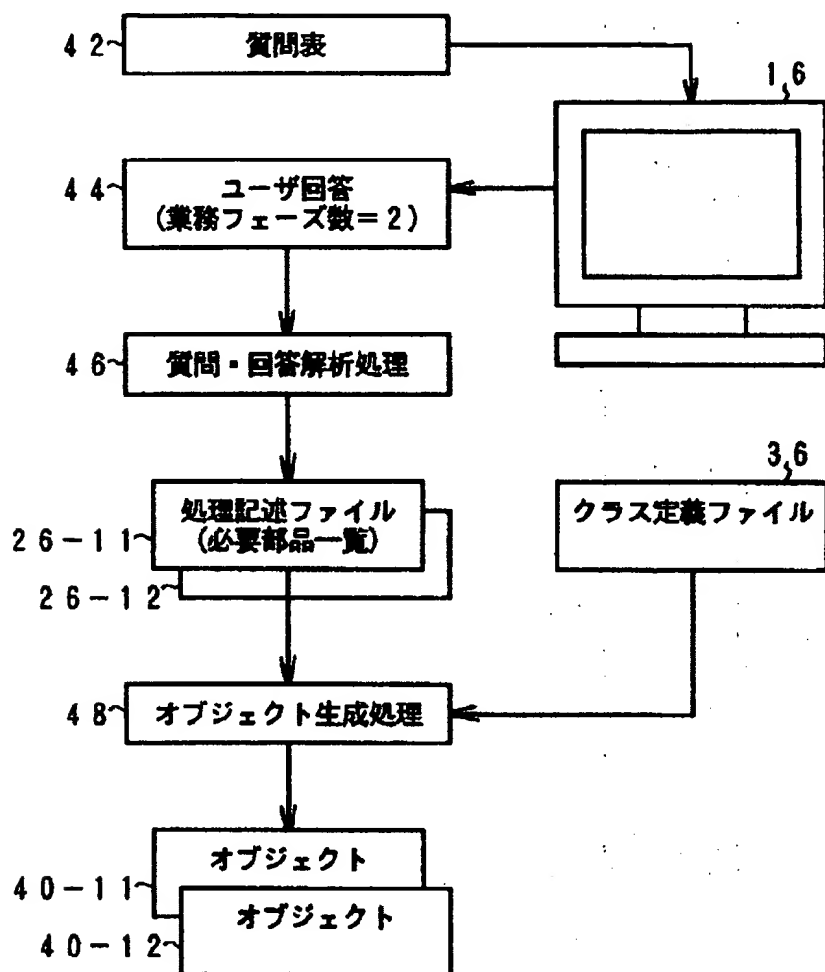 42 質問表
16
44 ユーザ回答
(業務フェーズ数=2)
46 質問・回答解析処理
36
処理記述ファイル
クラス定義ファイル
26-11 (必要部品一覧)
26-12
48 オブジェクト生成処理
オブジェクト
40-11
オブジェクト
40-12